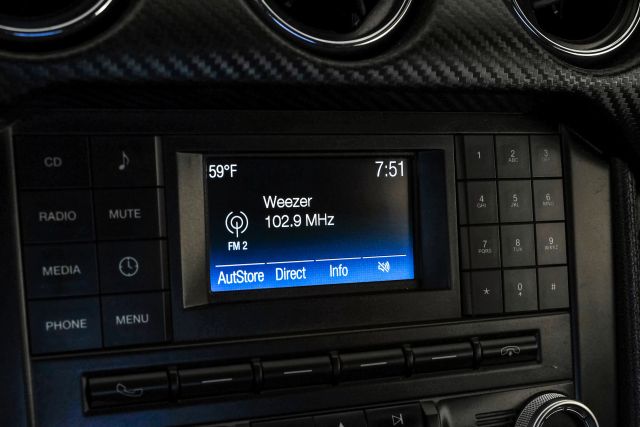 59°F 7:51
Weezer
102.9 MHz
FM 2
AutStore Direct Info
CD
RADIO MUTE
MEDIA
PHONE MENU
1 2 ABC 3
4 GHI 5 JKL 6 MNO
7 PQRS 8 TUV 9 WXYZ
* 0 #